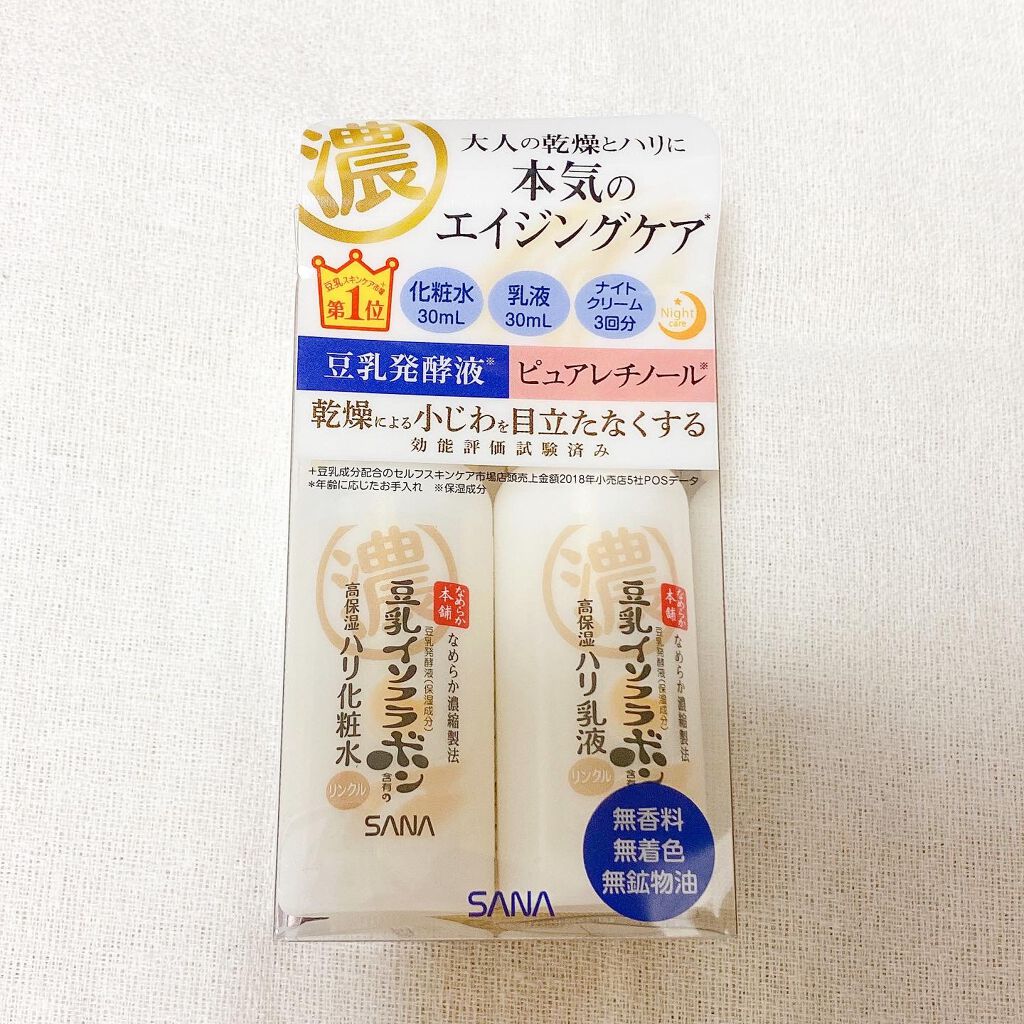 濃
大人の乾燥とハリに
本気の
エイジングケア*
豆乳スキンケア市場+
第1位
化粧水
30mL
乳液
30mL
ナイト
クリーム
3回分
Night
care
豆乳発酵液※
ピュアレチノール※
乾燥による小じわを目立たなくする
効能評価試験済み
+豆乳成分配合のセルフスキンケア市場店頭売上金額2018年小売店5社POSデータ
*年齢に応じたお手入れ ※保湿成分
濃
なめらか
本舗
なめらか濃縮製法
豆乳発酵液(保湿成分)
豆乳イソフラボン
含有の
高保湿ハリ化粧水
リンクル
SANA
濃
なめらか
本舗
なめらか濃縮製法
豆乳発酵液(保湿成分)
豆乳イソフラボン
含有の
高保湿ハリ乳液
リンクル
無香料
無着色
無鉱物油
SANA